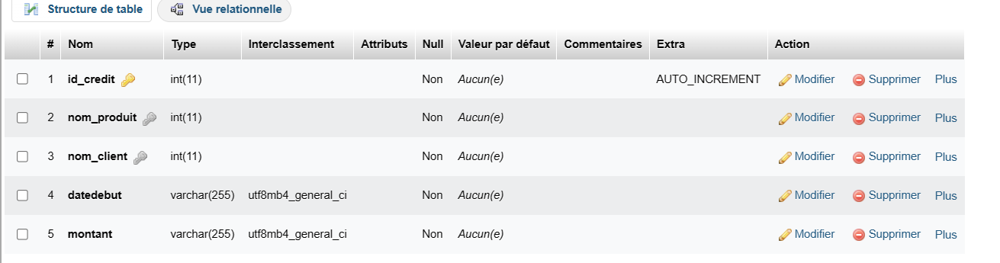 Structure de table Vue relationnelle
# Nom Type Interclassement Attributs Null Valeur par défaut Commentaires Extra Action
1 id_credit int(11) Non Aucun(e) AUTO_INCREMENT Modifier Supprimer Plus
2 nom_produit int(11) Non Aucun(e) Modifier Supprimer Plus
3 nom_client int(11) Non Aucun(e) Modifier Supprimer Plus
4 datedebut varchar(255) utf8mb4_general_ci Non Aucun(e) Modifier Supprimer Plus
5 montant varchar(255) utf8mb4_general_ci Non Aucun(e) Modifier Supprimer Plus